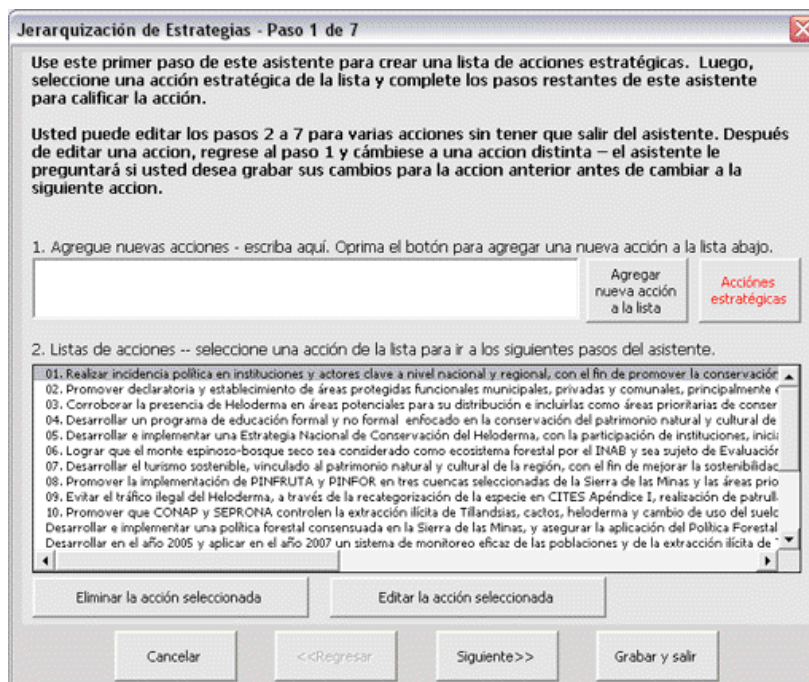 Jerarquización de Estrategias - Paso 1 de 7
Use este primer paso de este asistente para crear una lista de acciones estratégicas. Luego,
seleccione una acción estratégica de la lista y complete los pasos restantes de este asistente
para calificar la acción.
Usted puede editar los pasos 2 a 7 para varias acciones sin tener que salir del asistente. Después
de editar una accion, regrese al paso 1 y cámbiese a una accion distinta – el asistente le
preguntará si usted desea grabar sus cambios para la accion anterior antes de cambiar a la
siguiente accion.
1. Agregue nuevas acciones - escriba aquí. Oprima el botón para agregar una nueva acción a la lista abajo.
Agregar
nueva acción
a la lista
Acciónes
estratégicas
2. Listas de acciones -- seleccione una acción de la lista para ir a los siguientes pasos del asistente.
01. Realizar incidencia política en instituciones y actores clave a nivel nacional y regional, con el fin de promover la conservación
02. Promover declaratoria y establecimiento de áreas protegidas funcionales municipales, privadas y comunales, principalmente
03. Corroborar la presencia de Heloderma en áreas potenciales para su distribución e incluirlas como áreas prioritarias de conser
04. Desarrollar un programa de educación formal y no formal enfocado en la conservación del patrimonio natural y cultural de
05. Desarrollar e implementar una Estrategia Nacional de Conservación del Heloderma, con la participación de instituciones, inicia
06. Lograr que el monte espinoso-bosque seco sea considerado como ecosistema forestal por el INAB y sea sujeto de Evaluación
07. Desarrollar el turismo sostenible, vinculado al patrimonio natural y cultural de la región, con el fin de mejorar la sostenibilidad
08. Promover la implementación de PINFRUTA y PINFOR en tres cuencas seleccionadas de la Sierra de las Minas y las áreas prio
09. Evitar el tráfico ilegal del Heloderma, a través de la recategorización de la especie en CITES Apéndice I, realización de patrull
10. Promover que CONAP y SEPRONA controlen la extracción ilícita de Tillandsias, cactos, heloderma y cambio de uso del suelo
Desarrollar e implementar una política forestal consensuada en la Sierra de las Minas, y asegurar la aplicación del Política Forestal
Desarrollar en el año 2005 y aplicar en el año 2007 un sistema de monitoreo eficaz de las poblaciones y de la extracción ilícita de
Eliminar la acción seleccionada
Editar la acción seleccionada
Cancelar
<<Regresar
Siguiente>>
Grabar y salir